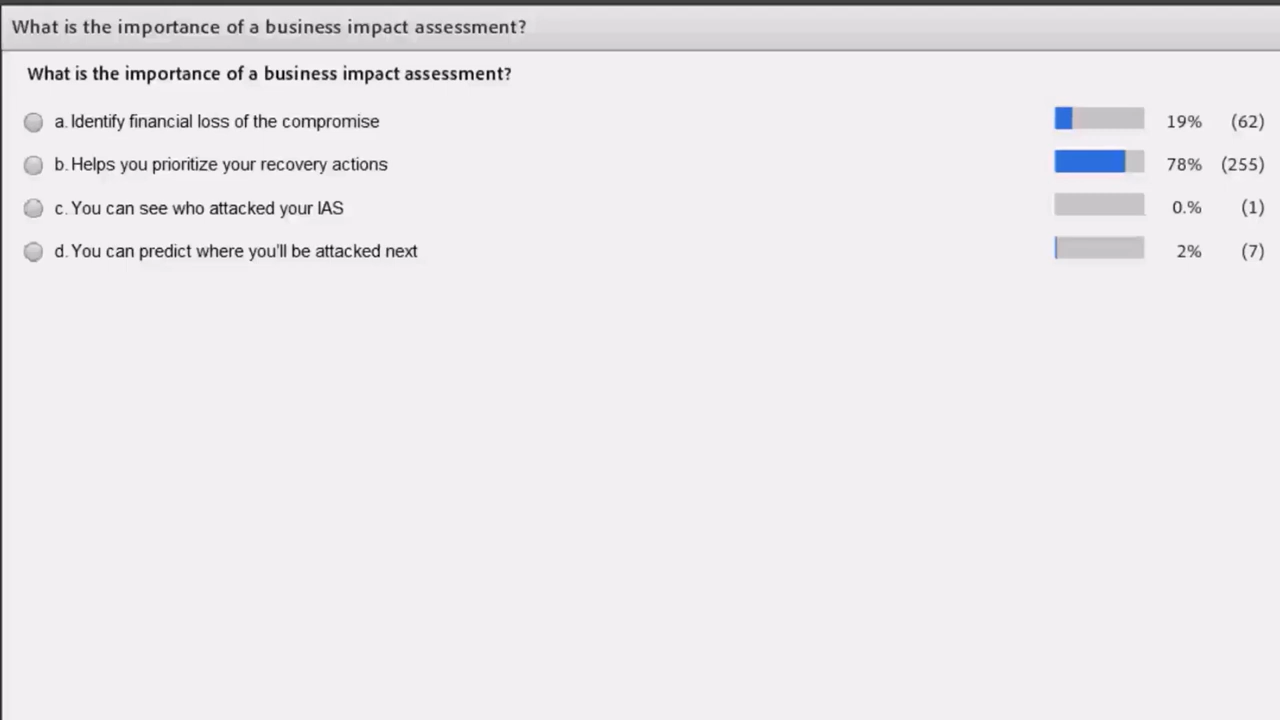 What is the importance of a business impact assessment?
What is the importance of a business impact assessment?
a. Identify financial loss of the compromise 19% (62)
b. Helps you prioritize your recovery actions 78% (255)
c. You can see who attacked your IAS 0.% (1)
d. You can predict where you'll be attacked next 2% (7)